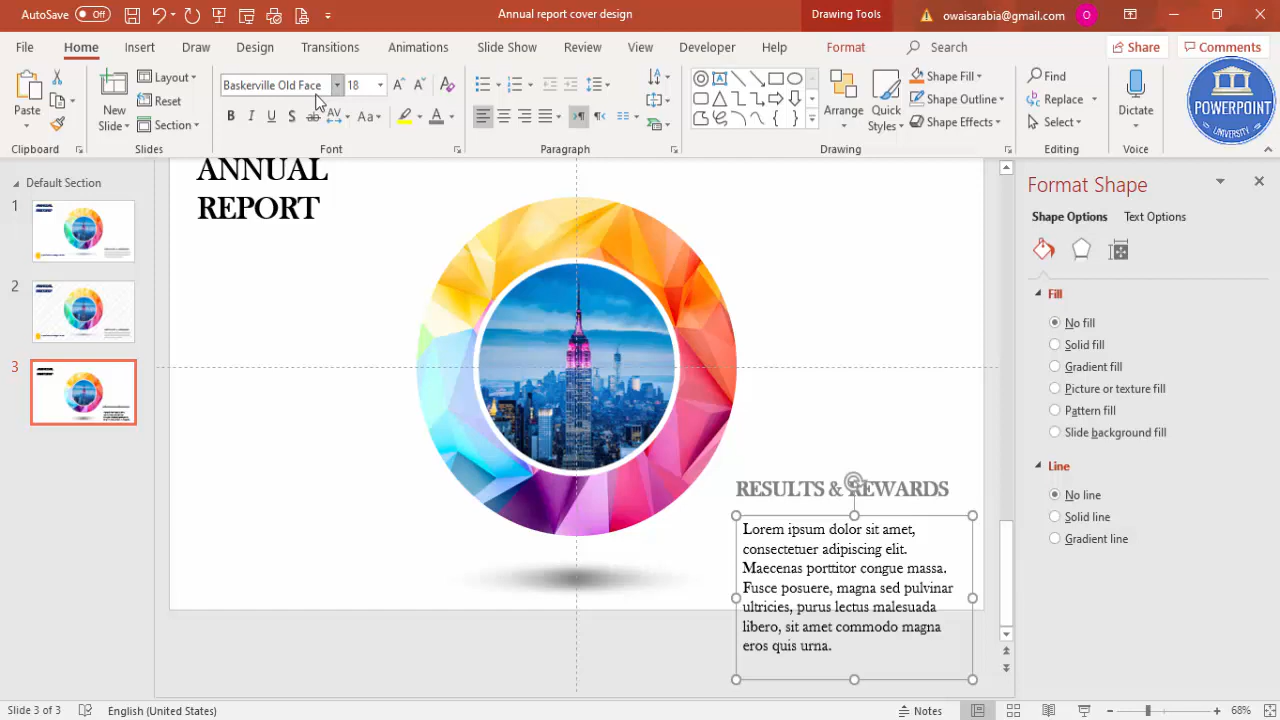 AutoSave Off
Annual report cover design
Drawing Tools
owaisarabia@gmail.com
O
File Home Insert Draw Design Transitions Animations Slide Show Review View Developer Help Format Search Share Comments
Paste
Clipboard
New Slide
Layout
Reset
Section
Slides
Baskerville Old Face 18
B I U S ab AV Aa A
Font
Paragraph
Arrange
Quick Styles
Shape Fill
Shape Outline
Shape Effects
Drawing
Find
Replace
Select
Editing
Dictate
Voice
POWERPOINT
UNIVERSITY
Default Section
1
2
3
ANNUAL
REPORT
RESULTS & REWARDS
Lorem ipsum dolor sit amet,
consectetuer adipiscing elit.
Maecenas porttitor congue massa.
Fusce posuere, magna sed pulvinar
ultricies, purus lectus malesuada
libero, sit amet commodo magna
eros quis urna.
Format Shape
Shape Options Text Options
Fill
No fill
Solid fill
Gradient fill
Picture or texture fill
Pattern fill
Slide background fill
Line
No line
Solid line
Gradient line
Slide 3 of 3
English (United States)
Notes
68%